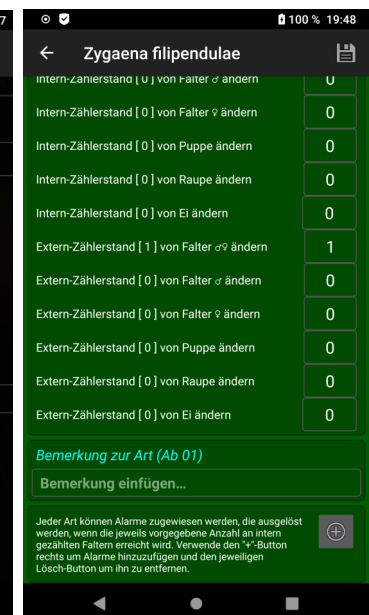 7
100 % 19:48
Zygaena filipendulae
Intern-Zählerstand [ 0 ] von Falter ♂ ändern 0
Intern-Zählerstand [ 0 ] von Falter ♀ ändern 0
Intern-Zählerstand [ 0 ] von Puppe ändern 0
Intern-Zählerstand [ 0 ] von Raupe ändern 0
Intern-Zählerstand [ 0 ] von Ei ändern 0
Extern-Zählerstand [ 1 ] von Falter ♂♀ ändern 1
Extern-Zählerstand [ 0 ] von Falter ♂ ändern 0
Extern-Zählerstand [ 0 ] von Falter ♀ ändern 0
Extern-Zählerstand [ 0 ] von Puppe ändern 0
Extern-Zählerstand [ 0 ] von Raupe ändern 0
Extern-Zählerstand [ 0 ] von Ei ändern 0
Bemerkung zur Art (Ab 01)
Bemerkung einfügen...
Jeder Art können Alarme zugewiesen werden, die ausgelöst
werden, wenn die jeweils vorgegebene Anzahl an intern
gezählten Faltern erreicht wird. Verwende den "+"-Button
rechts um Alarme hinzuzufügen und den jeweiligen
Lösch-Button um ihn zu entfernen.